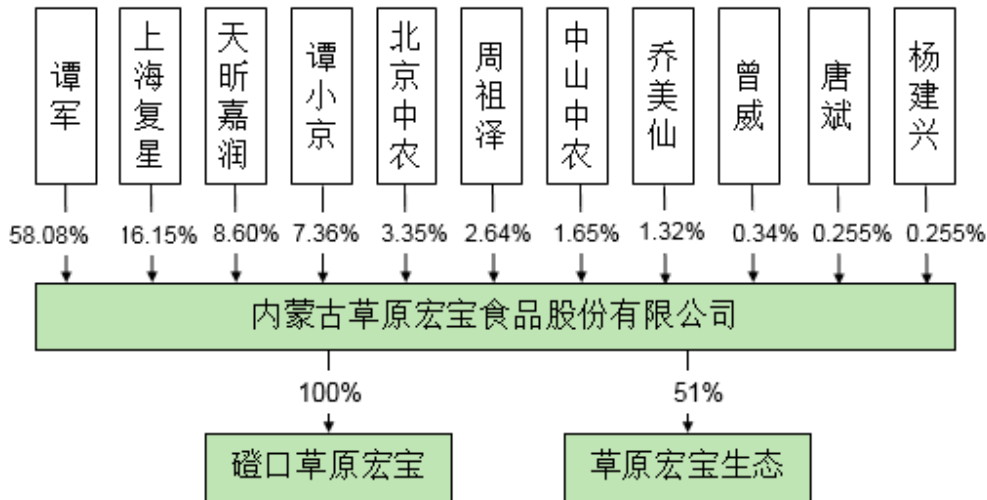 谭军
上海复星
天昕嘉润
谭小京
北京中农
周祖泽
中山中农
乔美仙
曾威
唐斌
杨建兴
58.08%
16.15%
8.60%
7.36%
3.35%
2.64%
1.65%
1.32%
0.34%
0.255%
0.255%
内蒙古草原宏宝食品股份有限公司
100%
51%
磴口草原宏宝
草原宏宝生态